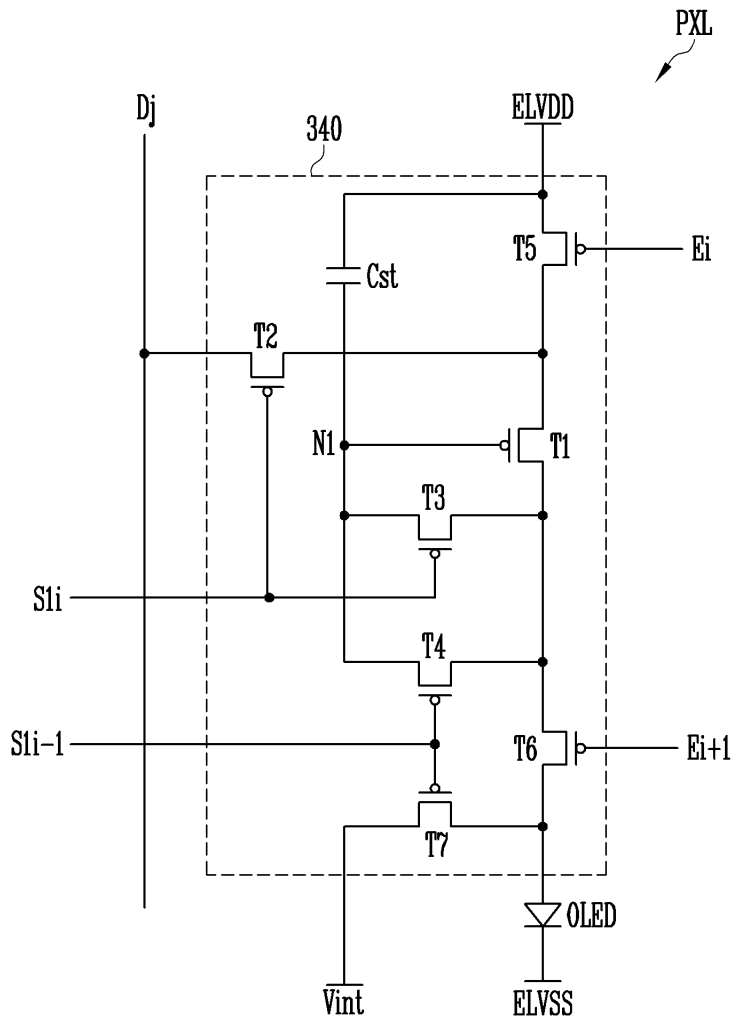 PXL
Dj
ELVDD
340
T5
Ei
Cst
T2
N1
T1
T3
S1i
T4
S1i-1
T6
Ei+1
T7
OLED
Vint
ELVSS